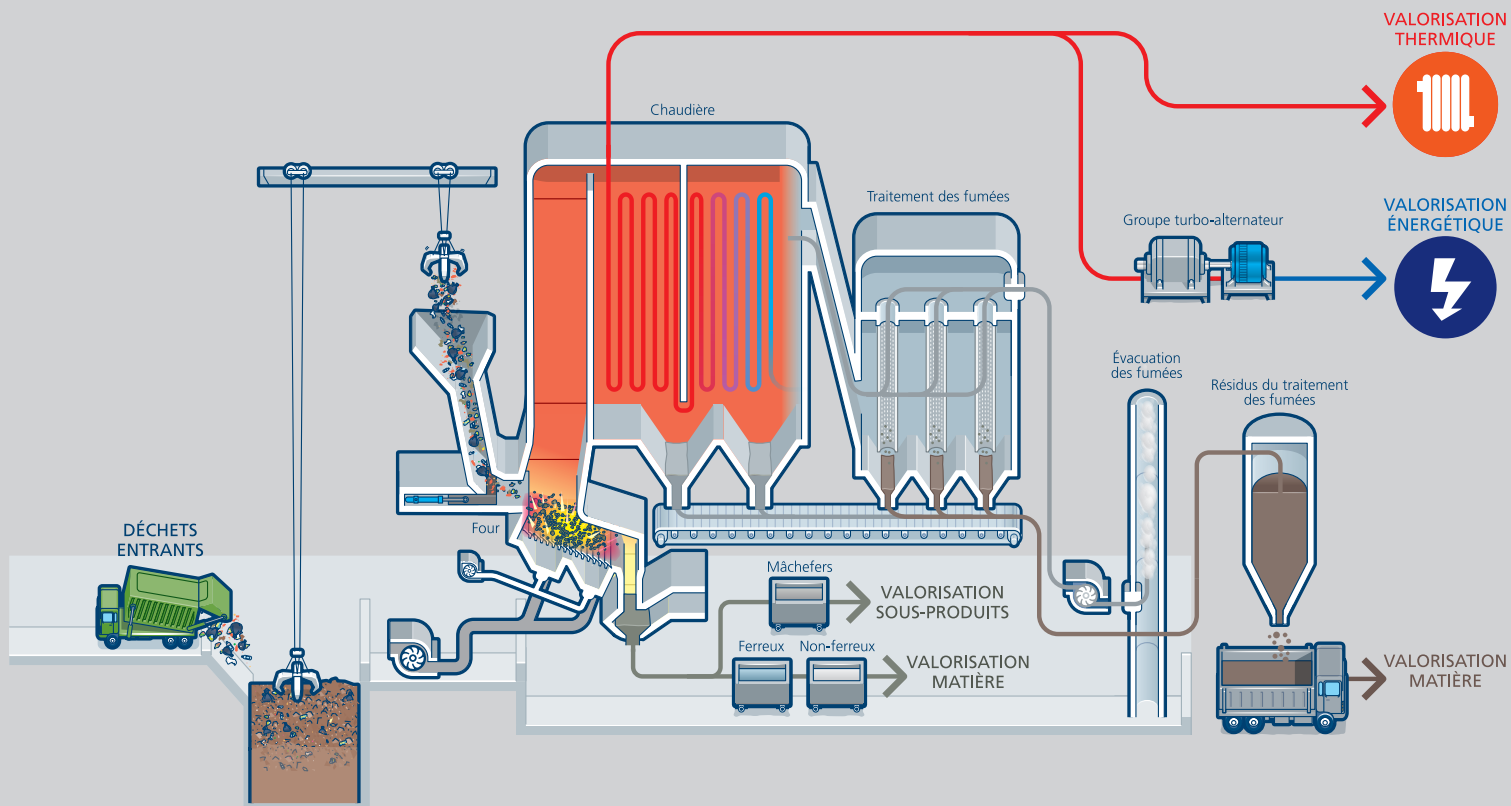 VALORISATION
THERMIQUE
Chaudière
Traitement des fumées
Groupe turbo-alternateur
VALORISATION
ÉNERGÉTIQUE
Évacuation
des fumées
Résidus du traitement
des fumées
DÉCHETS
ENTRANTS
Four
Mâchefers
VALORISATION
SOUS-PRODUITS
Ferreux
Non-ferreux
VALORISATION
MATIÈRE
VALORISATION
MATIÈRE